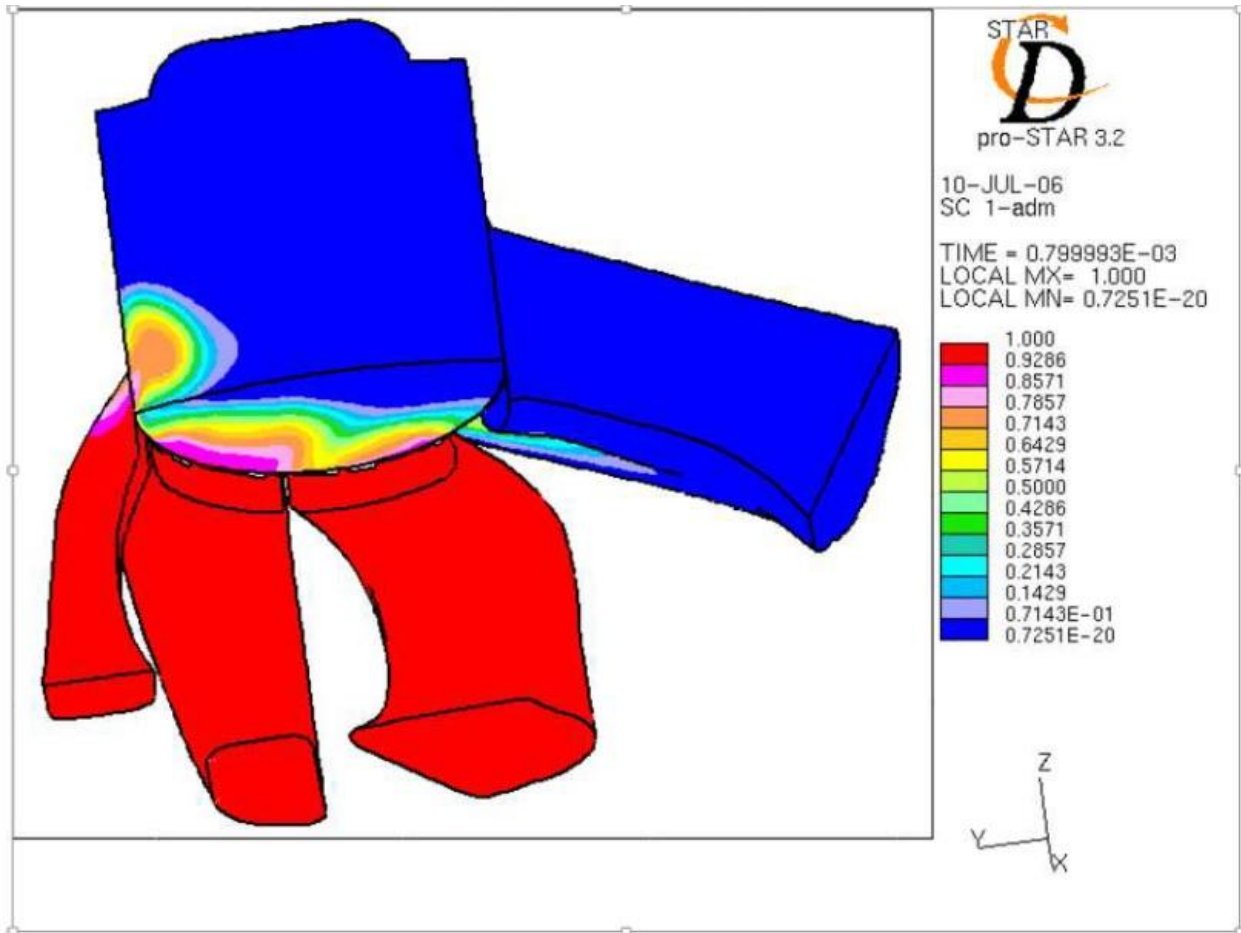 STAR
D
pro-STAR 3.2
10-JUL-06
SC 1-adm
TIME = 0.799993E-03
LOCAL MX= 1.000
LOCAL MN= 0.7251E-20
1.000
0.9286
0.8571
0.7857
0.7143
0.6429
0.5714
0.5000
0.4286
0.3571
0.2857
0.2143
0.1429
0.7143E-01
0.7251E-20
Z
Y
X